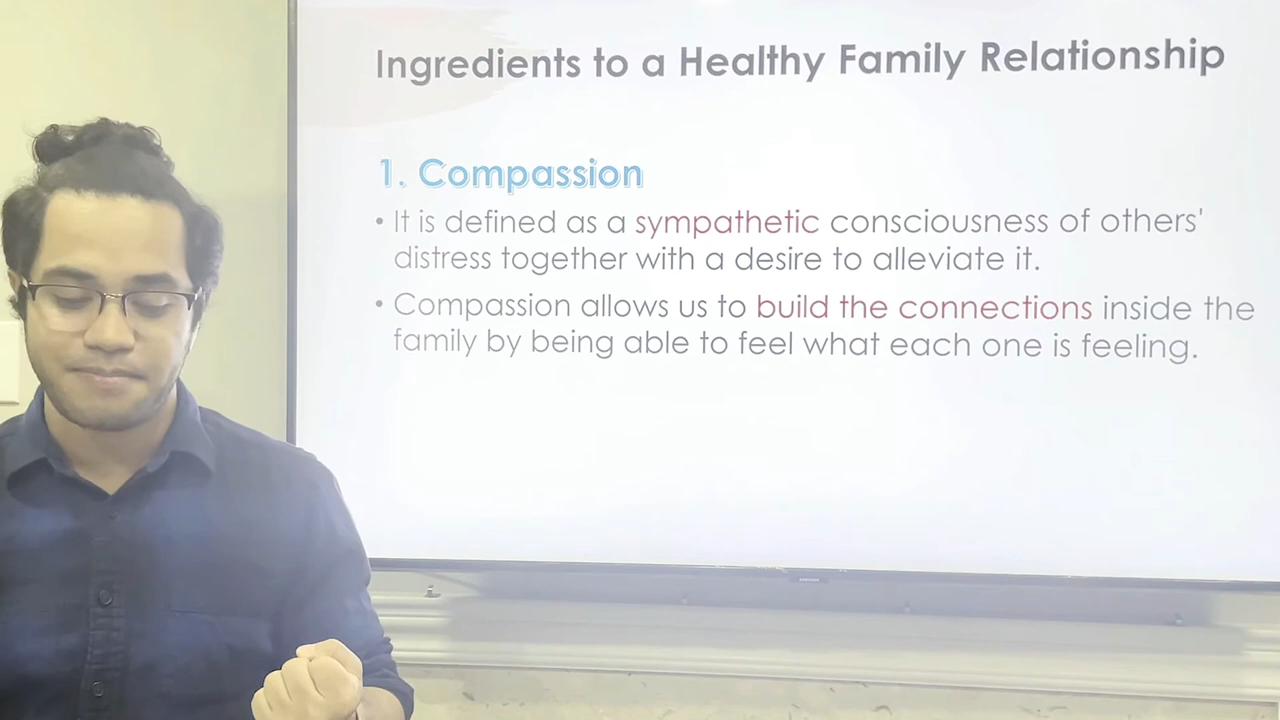 Ingredients to a Healthy Family Relationship
1. Compassion
• It is defined as a sympathetic consciousness of others'
distress together with a desire to alleviate it.
• Compassion allows us to build the connections inside the
family by being able to feel what each one is feeling.
SAMSUNG